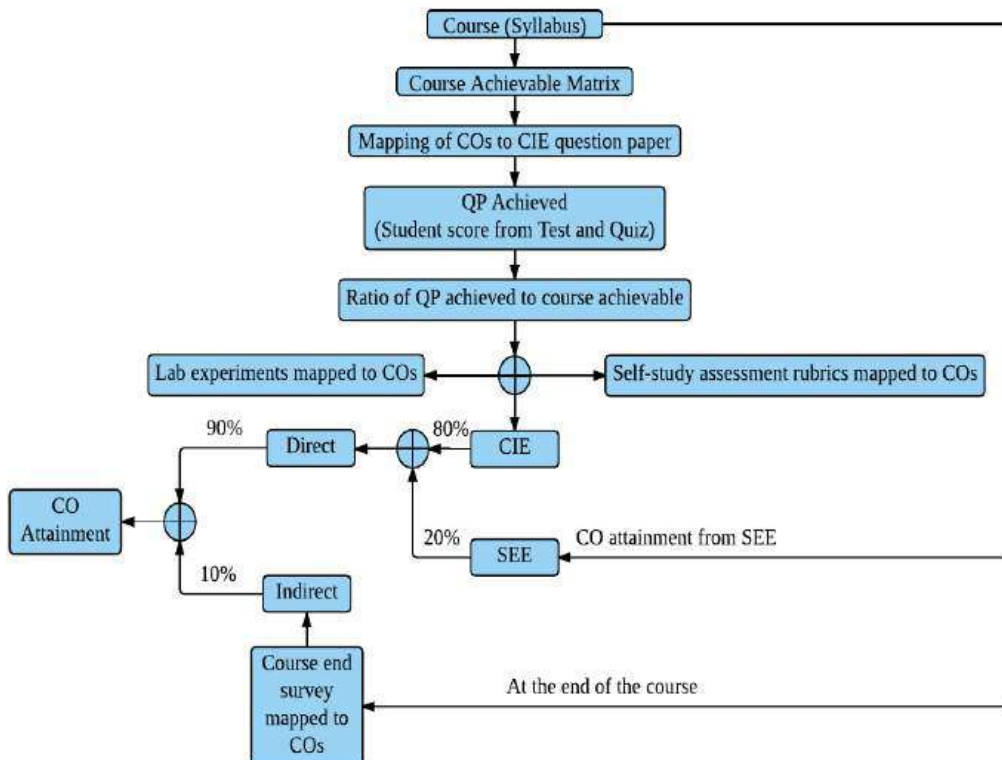 Course (Syllabus)
Course Achievable Matrix
Mapping of COs to CIE question paper
QP Achieved
(Student score from Test and Quiz)
Ratio of QP achieved to course achievable
Lab experiments mapped to COs
Self-study assessment rubrics mapped to COs
90%
Direct
80%
CIE
CO
Attainment
20%
SEE
CO attainment from SEE
10%
Indirect
Course end
survey
mapped to
COs
At the end of the course